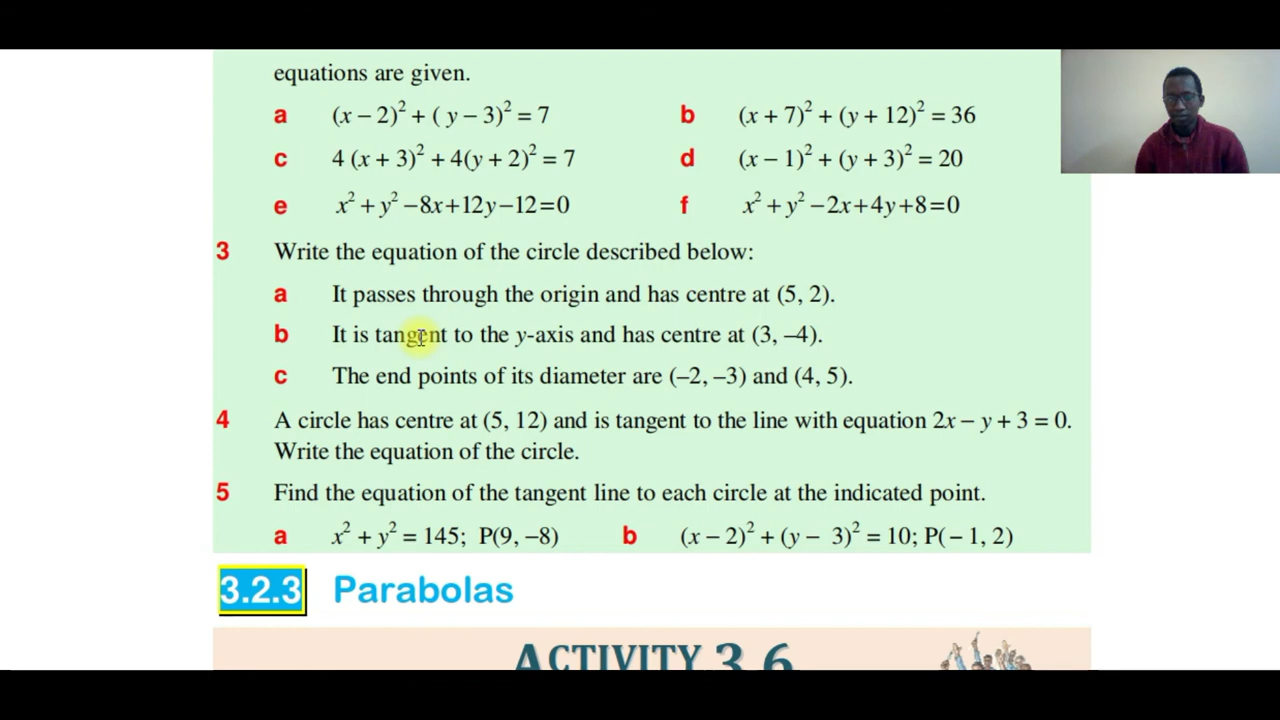 equations are given.
a (x – 2)² + ( y – 3)² = 7 b (x + 7)² + (y + 12)² = 36
c 4 (x + 3)² + 4(y + 2)² = 7 d (x – 1)² + (y + 3)² = 20
e x² + y² –8x+12y–12=0 f x² + y² –2x+4y+8=0
3 Write the equation of the circle described below:
a It passes through the origin and has centre at (5, 2).
b It is tangent to the y-axis and has centre at (3, –4).
c The end points of its diameter are (–2, –3) and (4, 5).
4 A circle has centre at (5, 12) and is tangent to the line with equation 2x – y + 3 = 0.
Write the equation of the circle.
5 Find the equation of the tangent line to each circle at the indicated point.
a x² + y² = 145; P(9, –8) b (x – 2)² + (y – 3)² = 10; P(– 1, 2)
3.2.3 Parabolas
ACTIVITY 3.6